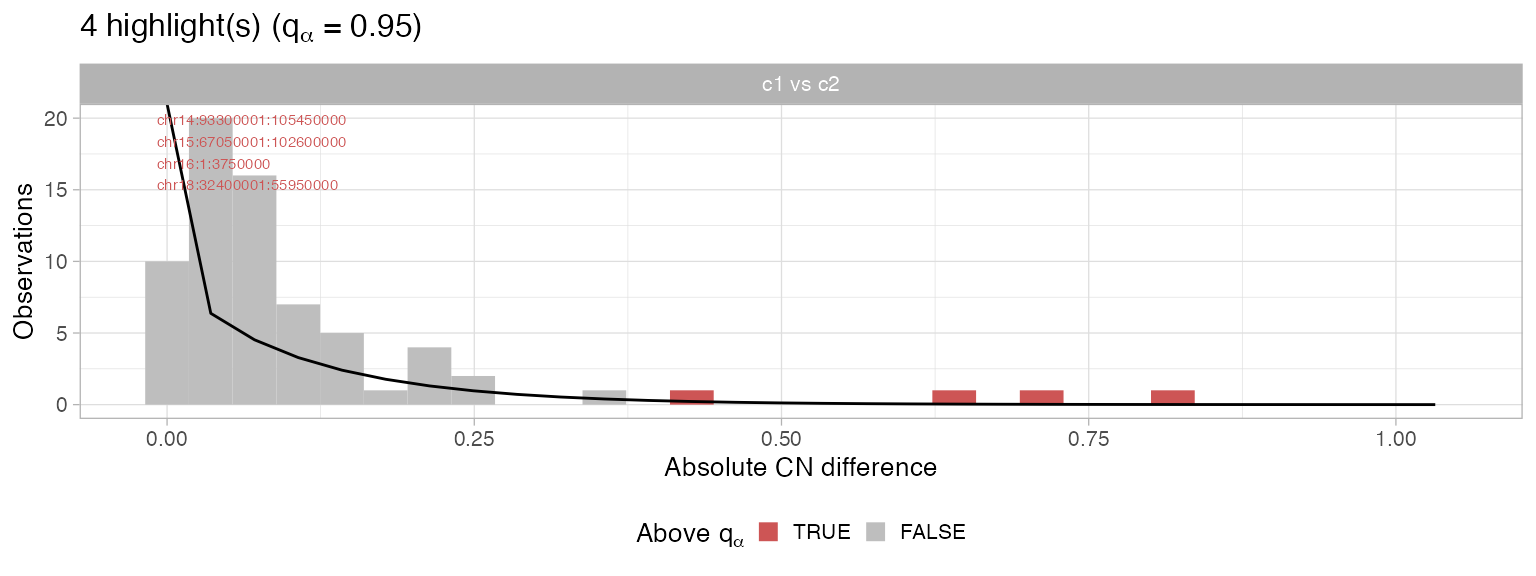 4 highlight(s) (qα = 0.95)
c1 vs c2
Observations
20
15
10
5
0
chr14:93300001:105450000
chr15:67050001:102600000
chr16:1:3750000
chr18:32400001:55950000
0.00 0.25 0.50 0.75 1.00
Absolute CN difference
Above qα TRUE FALSE